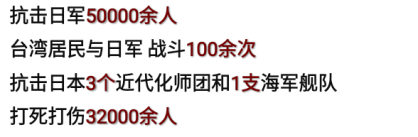 抗击日军50000余人
台湾居民与日军 战斗100余次
抗击日本3个近代化师团和1支海军舰队
打死打伤32000余人